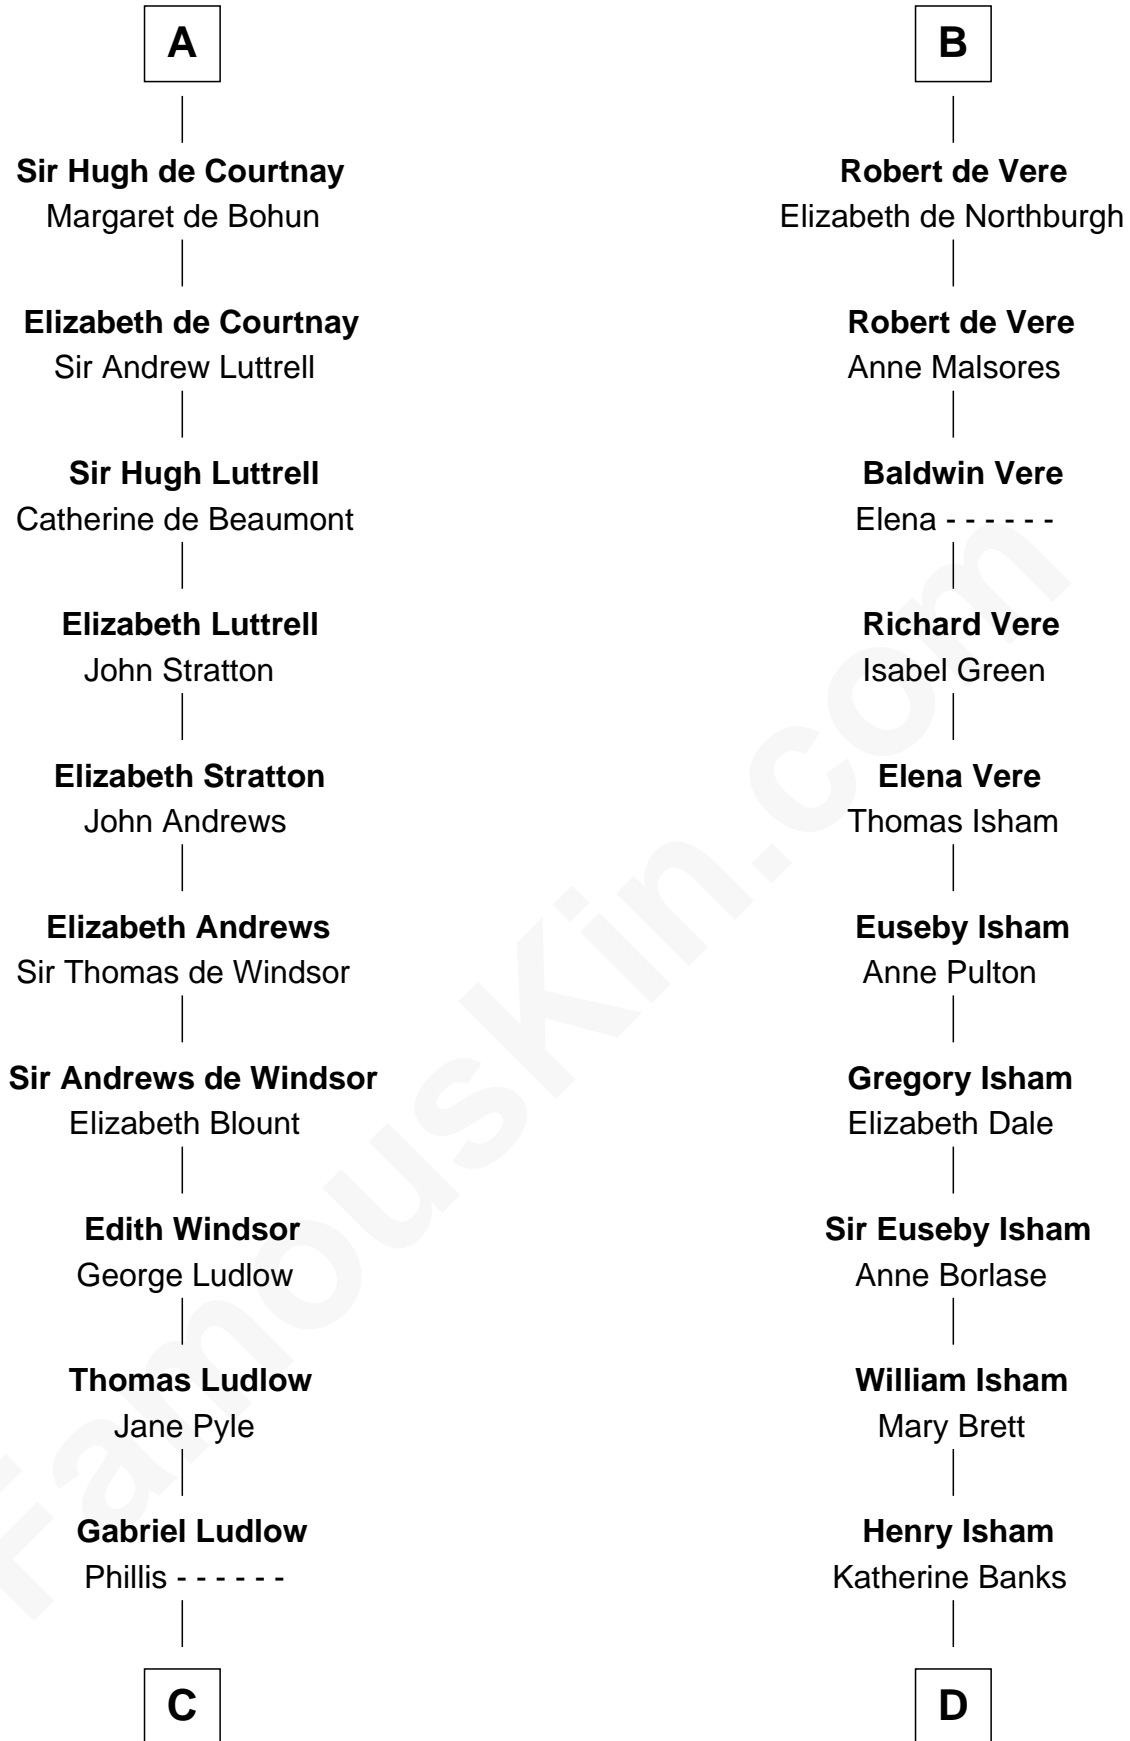 A
Sir Hugh de Courtnay
Margaret de Bohun
Elizabeth de Courtnay
Sir Andrew Luttrell
Sir Hugh Luttrell
Catherine de Beaumont
Elizabeth Luttrell
John Stratton
Elizabeth Stratton
John Andrews
Elizabeth Andrews
Sir Thomas de Windsor
Sir Andrews de Windsor
Elizabeth Blount
Edith Windsor
George Ludlow
Thomas Ludlow
Jane Pyle
Gabriel Ludlow
Phillis - - - - - -
C
B
Robert de Vere
Elizabeth de Northburgh
Robert de Vere
Anne Malsores
Baldwin Vere
Elena - - - - - -
Richard Vere
Isabel Green
Elena Vere
Thomas Isham
Euseby Isham
Anne Pulton
Gregory Isham
Elizabeth Dale
Sir Euseby Isham
Anne Borlase
William Isham
Mary Brett
Henry Isham
Katherine Banks
D
FamousKin.com